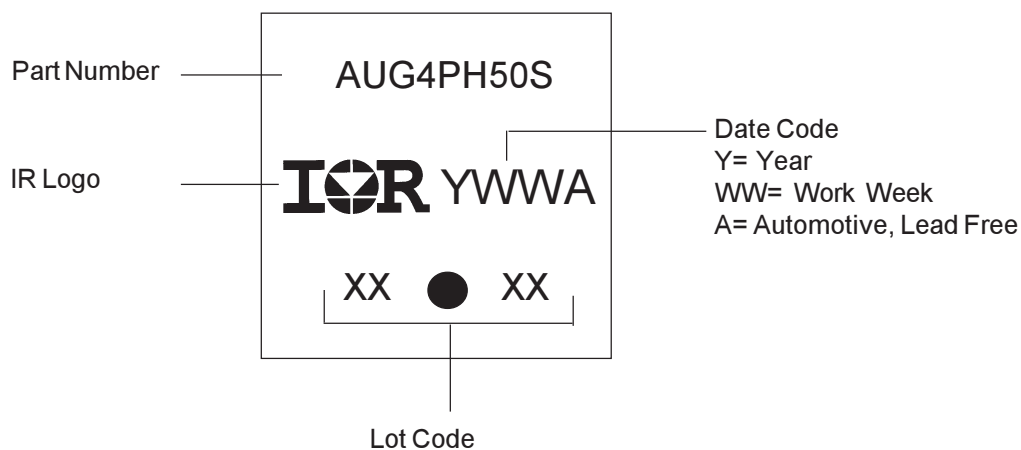 Part Number
AUG4PH50S
IR Logo
IOR YWWA
Date Code
Y= Year
WW= Work Week
A= Automotive, Lead Free
XX XX
Lot Code